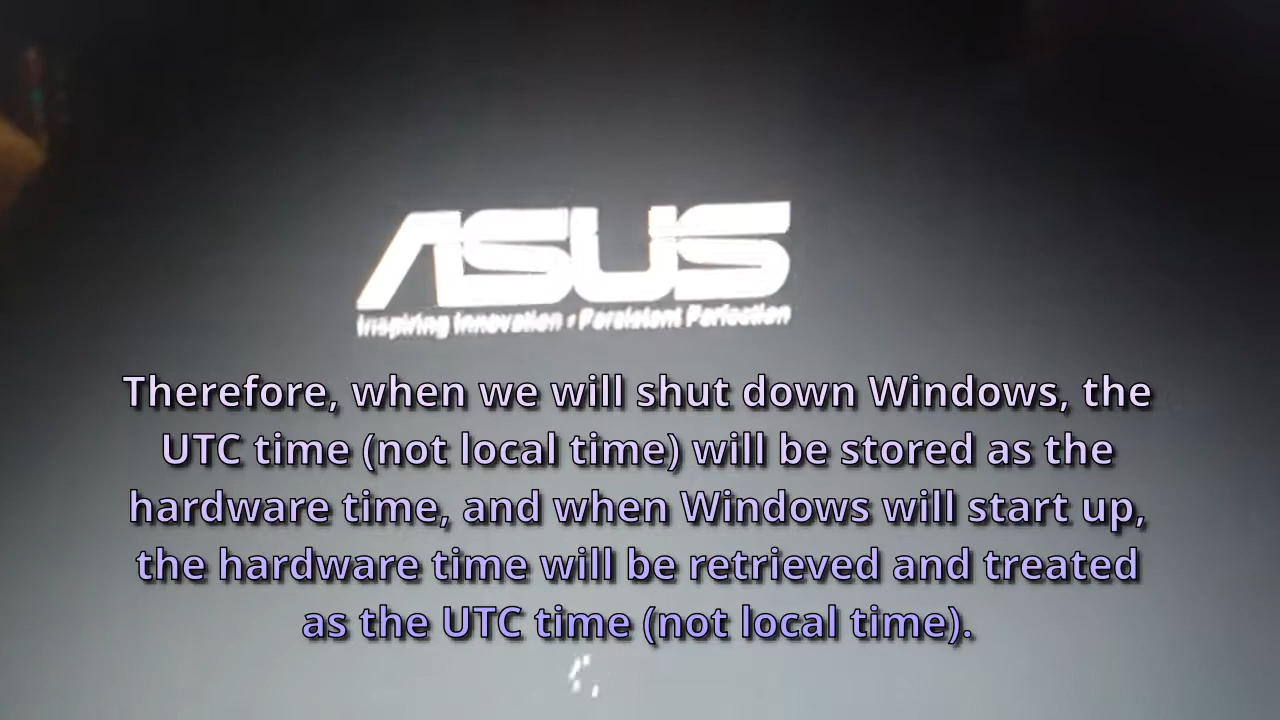 ASUS
Inspiring Innovation • Persistent Perfection
Therefore, when we will shut down Windows, the
UTC time (not local time) will be stored as the
hardware time, and when Windows will start up,
the hardware time will be retrieved and treated
as the UTC time (not local time).